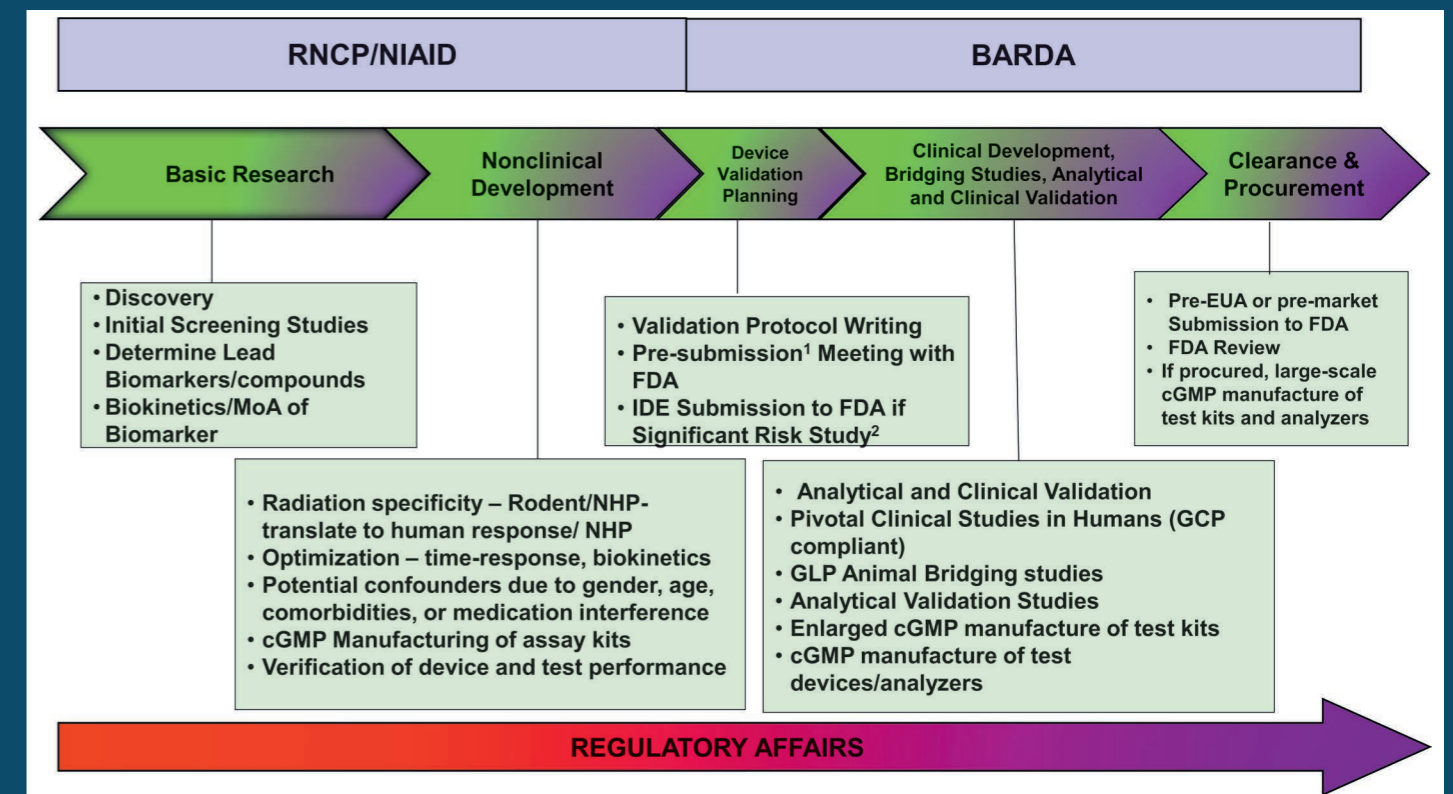 RNCP/NIAID
BARDA
Basic Research
Nonclinical
Development
Device
Validation
Planning
Clinical Development,
Bridging Studies, Analytical
and Clinical Validation
Clearance &
Procurement
• Discovery
• Initial Screening Studies
• Determine Lead
Biomarkers/compounds
• Biokinetics/MoA of
Biomarker
• Validation Protocol Writing
• Pre-submission¹ Meeting with
FDA
• IDE Submission to FDA if
Significant Risk Study²
• Pre-EUA or pre-market
Submission to FDA
• FDA Review
• If procured, large-scale
cGMP manufacture of
test kits and analyzers
• Radiation specificity – Rodent/NHP-
translate to human response/ NHP
• Optimization – time-response, biokinetics
• Potential confounders due to gender, age,
comorbidities, or medication interference
• cGMP Manufacturing of assay kits
• Verification of device and test performance
• Analytical and Clinical Validation
• Pivotal Clinical Studies in Humans (GCP
compliant)
• GLP Animal Bridging studies
• Analytical Validation Studies
• Enlarged cGMP manufacture of test kits
• cGMP manufacture of test
devices/analyzers
REGULATORY AFFAIRS